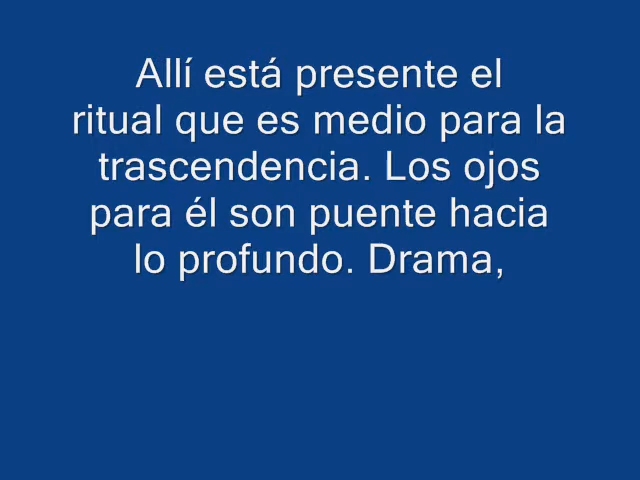 Allí está presente el
ritual que es medio para la
trascendencia. Los ojos
para él son puente hacia
lo profundo. Drama,